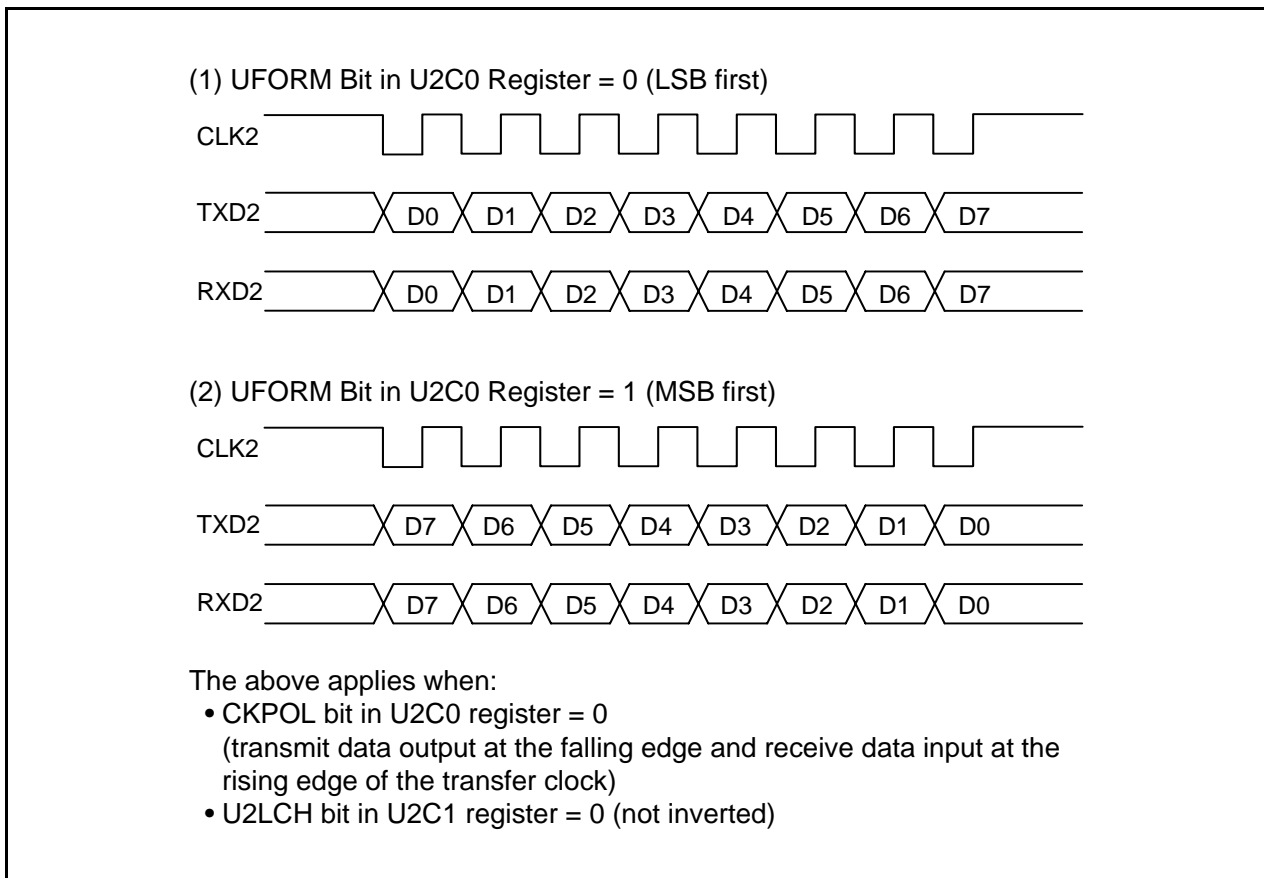 (1) UFORM Bit in U2C0 Register = 0 (LSB first)
CLK2
TXD2 D0 D1 D2 D3 D4 D5 D6 D7
RXD2 D0 D1 D2 D3 D4 D5 D6 D7
(2) UFORM Bit in U2C0 Register = 1 (MSB first)
CLK2
TXD2 D7 D6 D5 D4 D3 D2 D1 D0
RXD2 D7 D6 D5 D4 D3 D2 D1 D0
The above applies when:
• CKPOL bit in U2C0 register = 0
(transmit data output at the falling edge and receive data input at the
rising edge of the transfer clock)
• U2LCH bit in U2C1 register = 0 (not inverted)